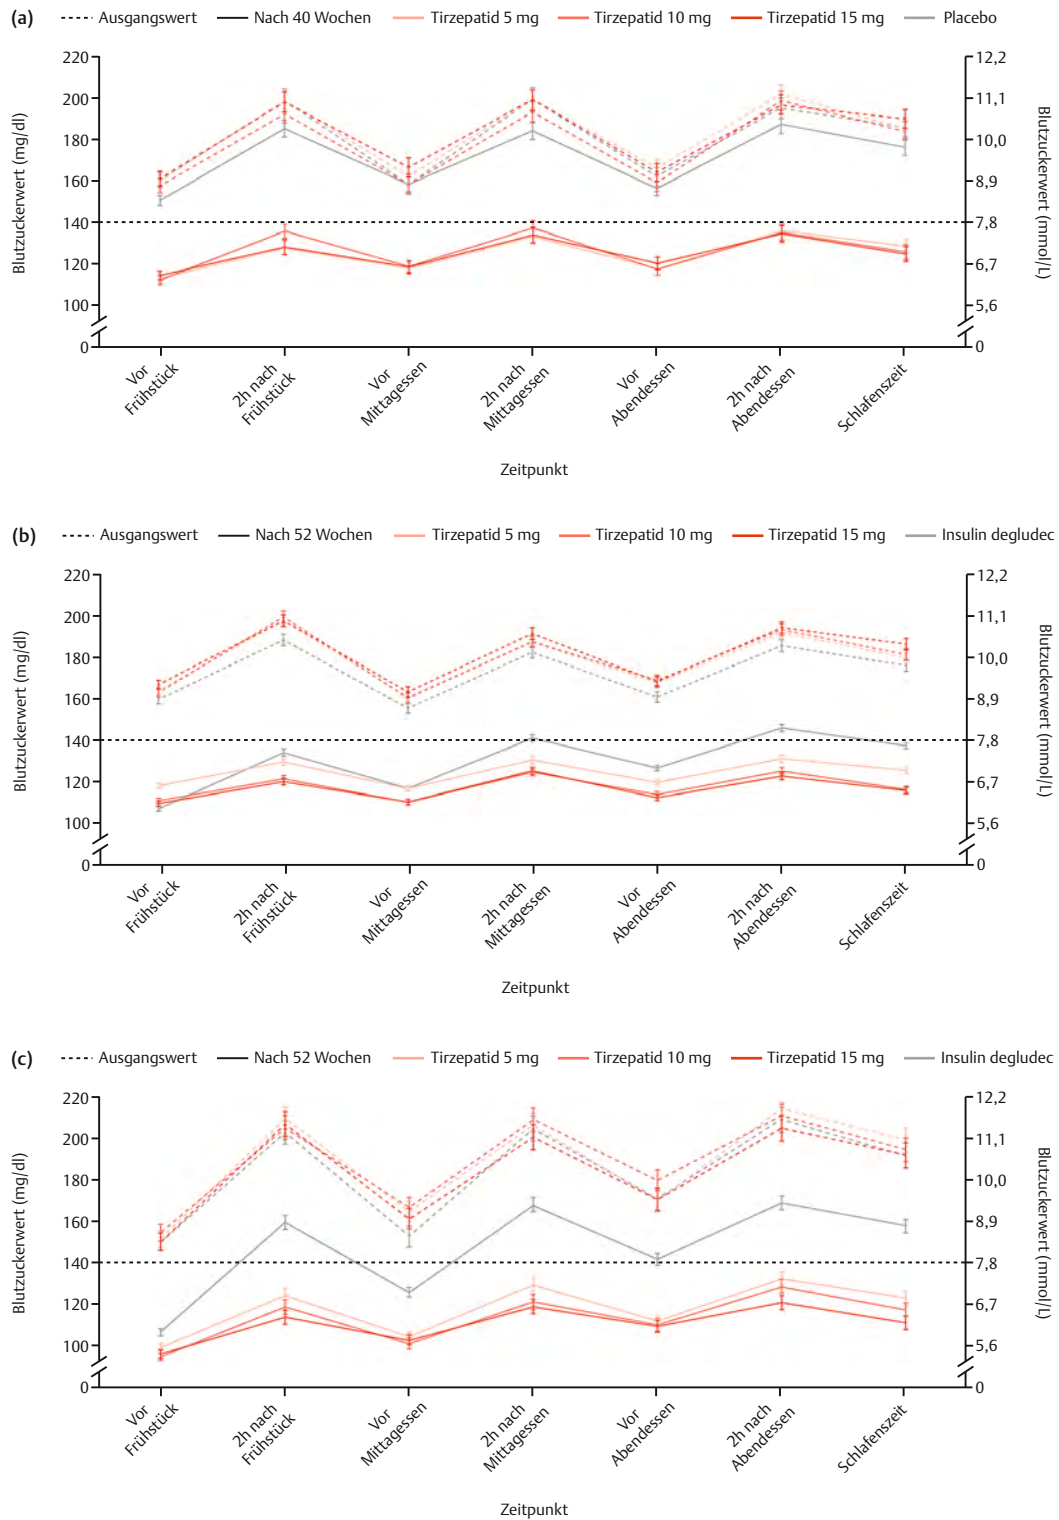 (a) Ausgangswert Nach 40 Wochen Tirzepatid 5 mg Tirzepatid 10 mg Tirzepatid 15 mg Placebo
Blutzuckerwert (mg/dl)
220
200
180
160
140
120
100
0
12,2
11,1
10,0
8,9
7,8
6,7
5,6
0
Blutzuckerwert (mmol/L)
Vor
Frühstück
2h nach
Frühstück
Vor
Mittagessen
2h nach
Mittagessen
Vor
Abendessen
2h nach
Abendessen
Schlafenszeit
Zeitpunkt
(b) Ausgangswert Nach 52 Wochen Tirzepatid 5 mg Tirzepatid 10 mg Tirzepatid 15 mg Insulin degludec
Blutzuckerwert (mg/dl)
220
200
180
160
140
120
100
0
12,2
11,1
10,0
8,9
7,8
6,7
5,6
0
Blutzuckerwert (mmol/L)
Vor
Frühstück
2h nach
Frühstück
Vor
Mittagessen
2h nach
Mittagessen
Vor
Abendessen
2h nach
Abendessen
Schlafenszeit
Zeitpunkt
(c) Ausgangswert Nach 52 Wochen Tirzepatid 5 mg Tirzepatid 10 mg Tirzepatid 15 mg Insulin degludec
Blutzuckerwert (mg/dl)
220
200
180
160
140
120
100
0
12,2
11,1
10,0
8,9
7,8
6,7
5,6
0
Blutzuckerwert (mmol/L)
Vor
Frühstück
2h nach
Frühstück
Vor
Mittagessen
2h nach
Mittagessen
Vor
Abendessen
2h nach
Abendessen
Schlafenszeit
Zeitpunkt